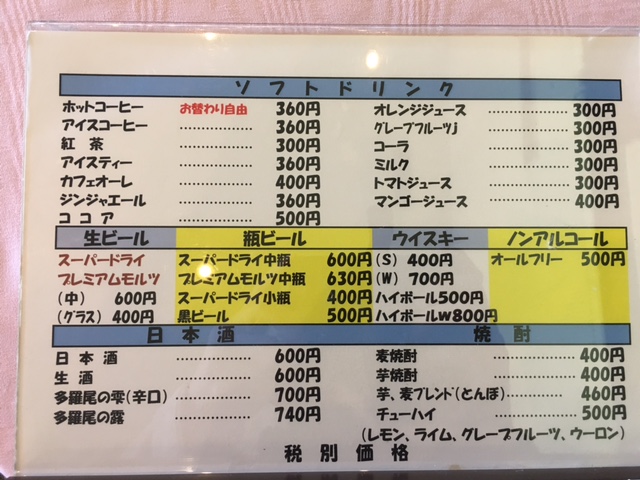 ソフトドリンク
ホットコーヒー お替わり自由 360円
アイスコーヒー ………… 360円
紅茶 ………… 300円
アイスティー ………… 360円
カフェオーレ ………… 400円
ジンジャエール ………… 360円
ココア ………… 500円
オレンジジュース ………… 300円
グレープフルーツj ………… 300円
コーラ ………… 300円
ミルク ………… 300円
トマトジュース ………… 300円
マンゴージュース ………… 400円
生ビール
スーパードライ
プレミアムモルツ
(中) 600円
(グラス) 400円
瓶ビール
スーパードライ中瓶 600円
プレミアムモルツ中瓶 630円
スーパードライ小瓶 400円
黒ビール 500円
ウイスキー
(S) 400円
(W) 700円
ハイボール500円
ハイボールw800円
ノンアルコール
オールフリー 500円
日本酒
日本酒 ………… 600円
生酒 ………… 600円
多羅尾の雫(辛口) 700円
多羅尾の露 ………… 740円
焼酎
麦焼酎 ………… 400円
芋焼酎 ………… 400円
芋、麦ブレンド(とんぼ) ………… 460円
チューハイ ………… 500円
(レモン、ライム、グレープフルーツ、ウーロン)
税別価格